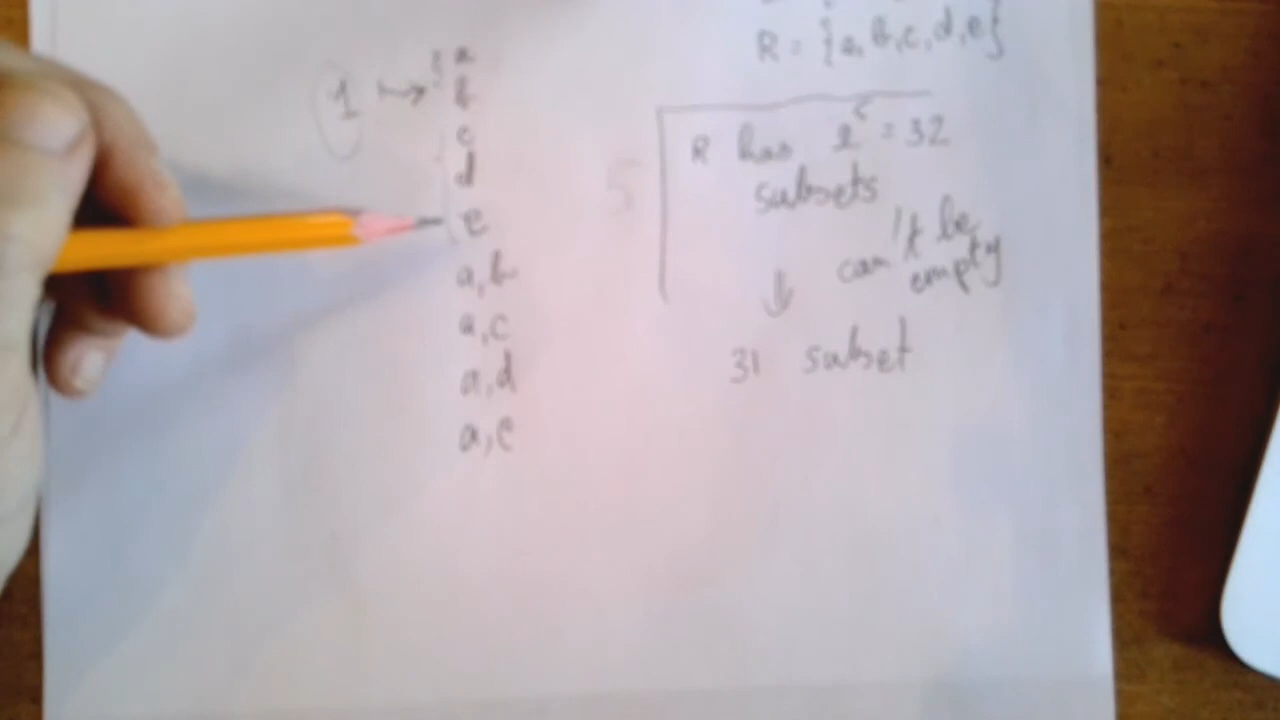 R = {a, b, c, d, e}
1 → a
b
c
d
e
a, b
a, c
a, d
a, e
R has 2⁵ = 32
subsets
can't be
empty
↓
31 subset